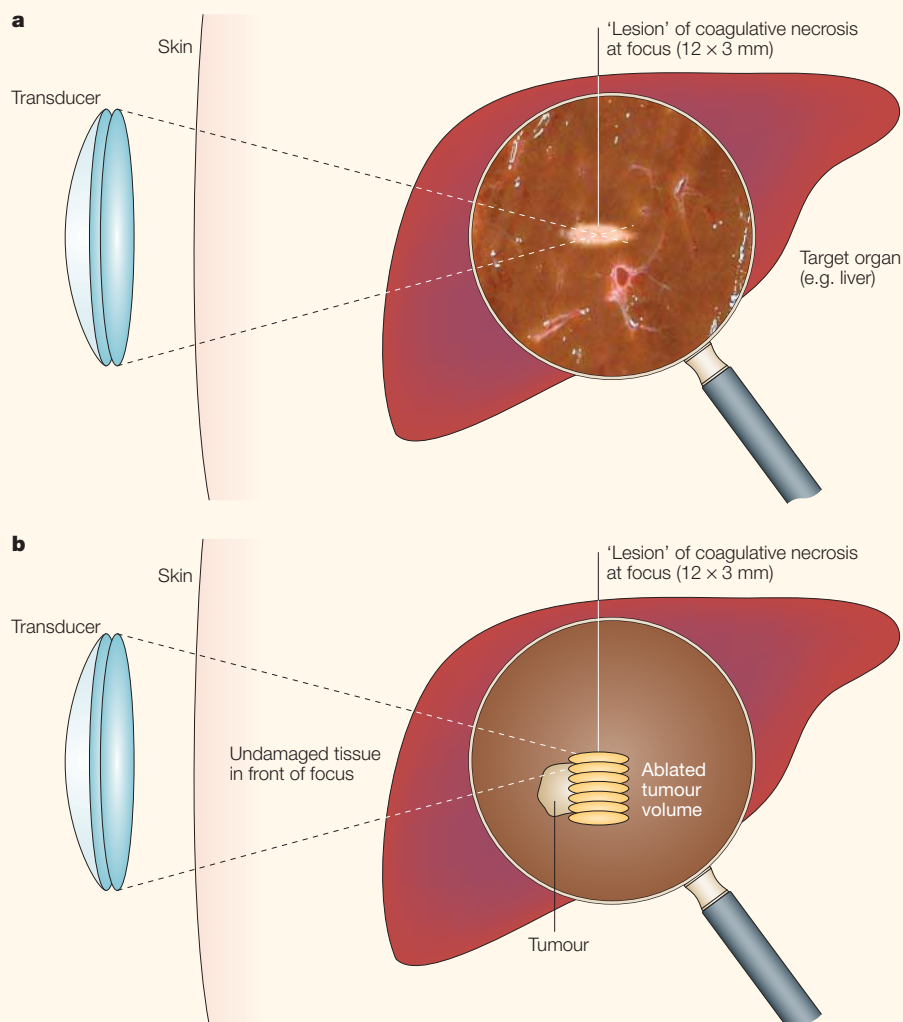 a
Skin
'Lesion' of coagulative necrosis
at focus (12 × 3 mm)
Transducer
Target organ
(e.g. liver)
b
Skin
'Lesion' of coagulative necrosis
at focus (12 × 3 mm)
Transducer
Undamaged tissue
in front of focus
Ablated
tumour
volume
Tumour